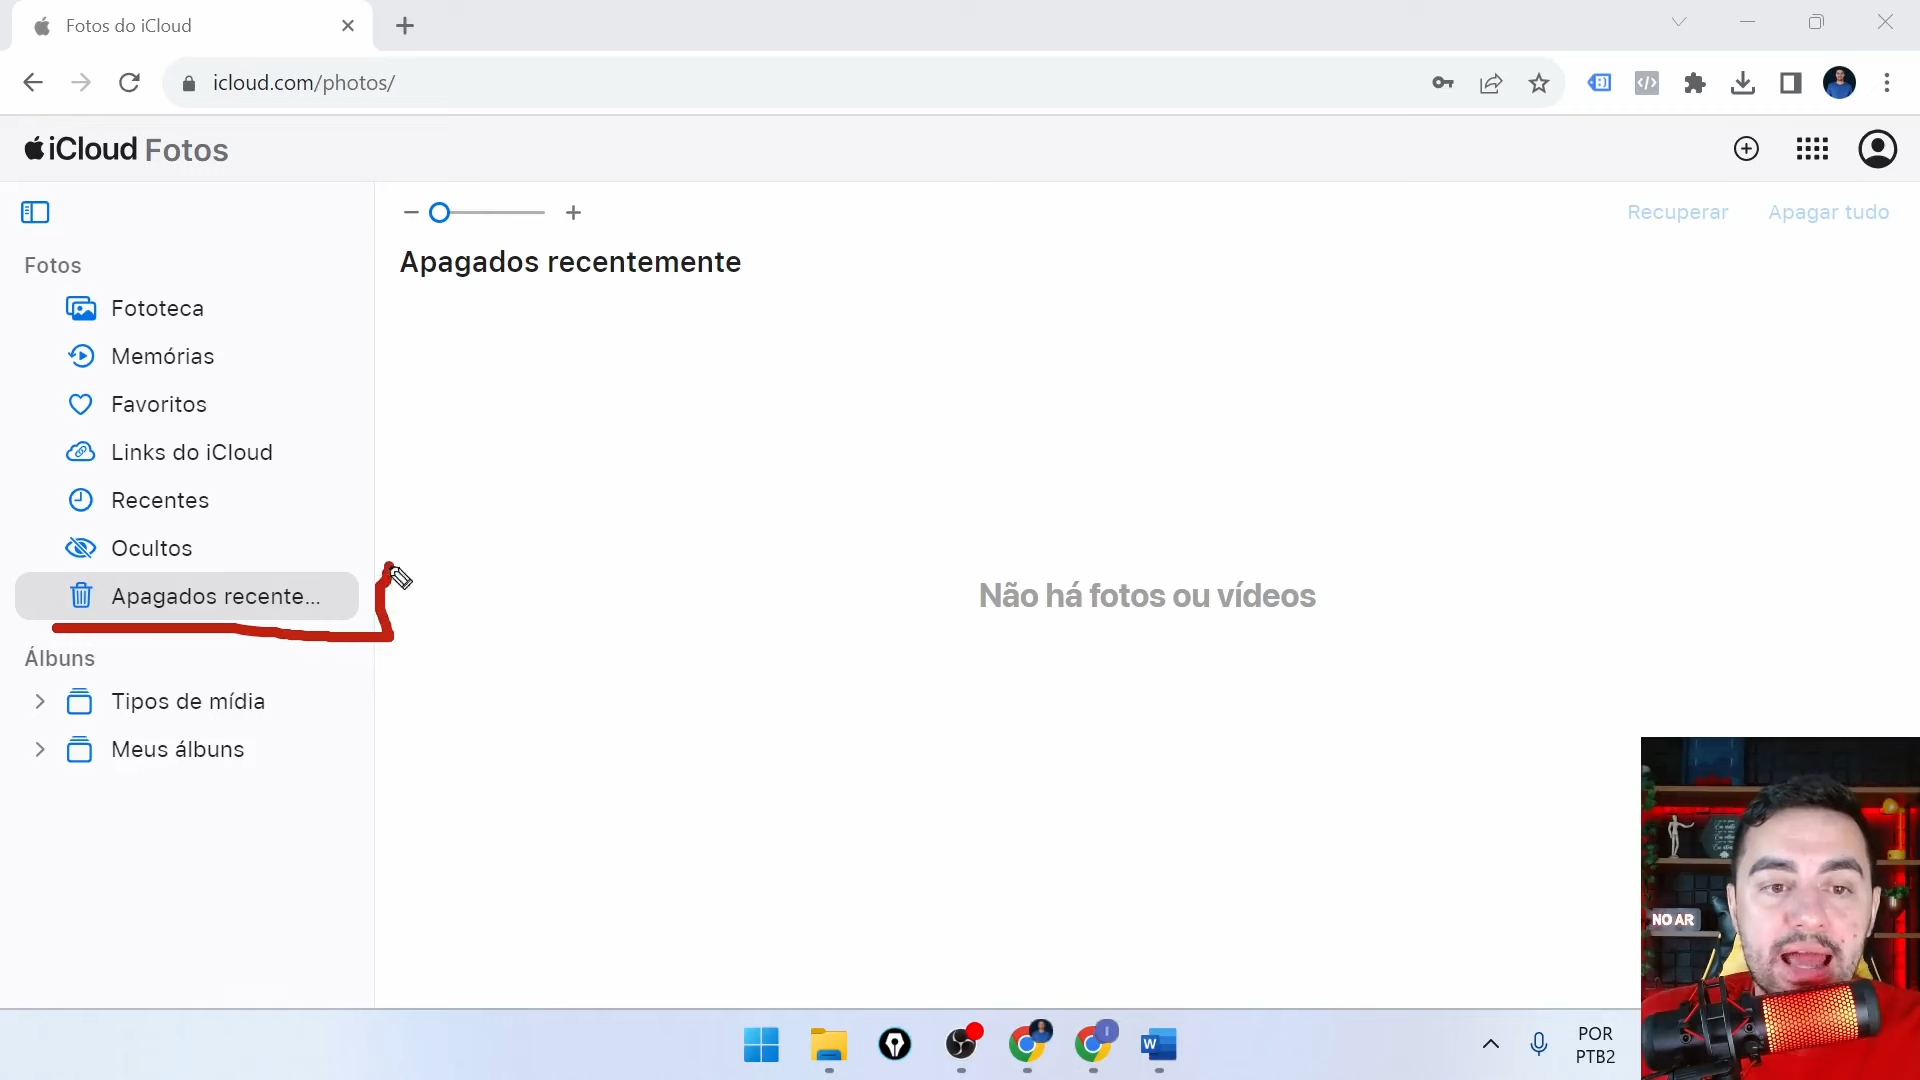 Fotos do iCloud
icloud.com/photos/
iCloud Fotos
Recuperar
Apagar tudo
Fotos
Apagados recentemente
Fototeca
Memórias
Favoritos
Links do iCloud
Recentes
Ocultos
Apagados recente...
Não há fotos ou vídeos
Álbuns
Tipos de mídia
Meus álbuns
NO AR
POR
PTB2